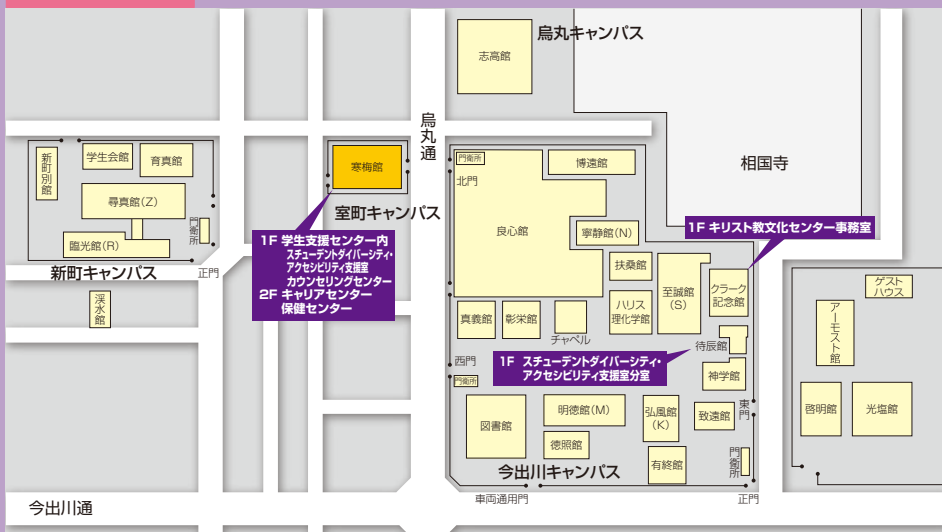 烏丸キャンパス
志高館
烏丸通
相国寺
新町別館
学生会館
育真館
尋真館(Z)
門衛所
臨光館(R)
新町キャンパス
正門
渓水館
寒梅館
室町キャンパス
1F 学生支援センター内
スチューデントダイバーシティ・
アクセシビリティ支援室
カウンセリングセンター
2F キャリアセンター
保健センター
門衛所
北門
博遠館
良心館
寧静館(N)
扶桑館
1F キリスト教文化センター事務室
至誠館
(S)
クラーク
記念館
ハリス
理化学館
真義館
彰栄館
チャペル
待辰館
西門
門衛所
1F スチューデントダイバーシティ・
アクセシビリティ支援室分室
神学館
図書館
明徳館(M)
徳照館
弘風館
(K)
致遠館
東門
有終館
門衛所
今出川キャンパス
車両通用門
正門
ゲスト
ハウス
アーモスト館
啓明館
光塩館
今出川通